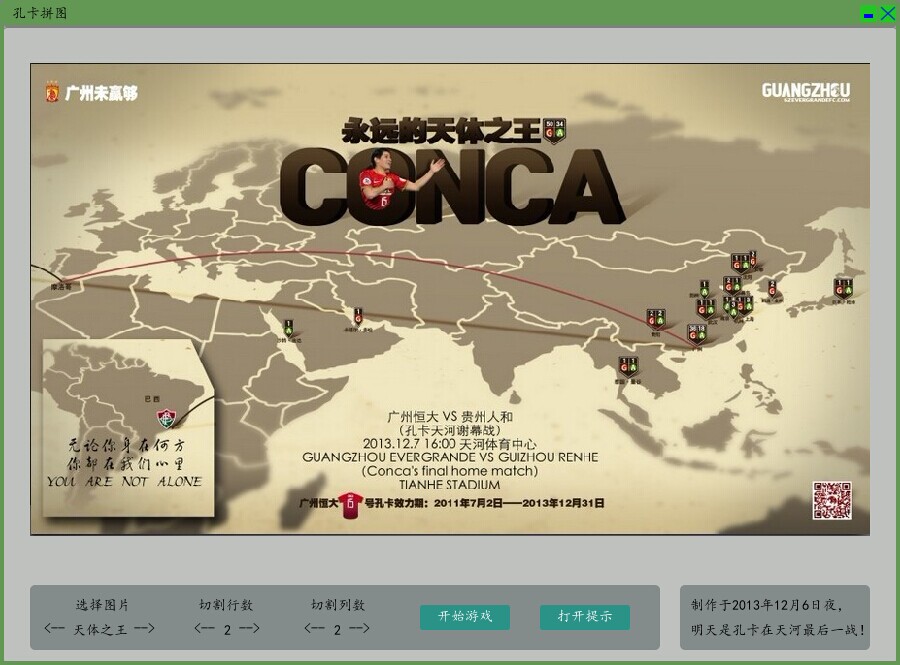 孔卡拼图
广州未赢够
GUANGZHOU
GZEVERGRANDEFC.COM
永远的天体之王 50 34 G A
CONCA
摩洛哥
巴西
无论你身在何方
你都在我们心里
YOU ARE NOT ALONE
广州恒大 VS 贵州人和
(孔卡天河谢幕战)
2013.12.7 16:00 天河体育中心
GUANGZHOU EVERGRANDE VS GUIZHOU RENHE
(Conca's final home match)
TIANHE STADIUM
广州恒大 号孔卡效力期：2011年7月2日——2013年12月31日
选择图片
<-- 天体之王 -->
切割行数
<-- 2 -->
切割列数
<-- 2 -->
开始游戏
打开提示
制作于2013年12月6日夜,
明天是孔卡在天河最后一战!